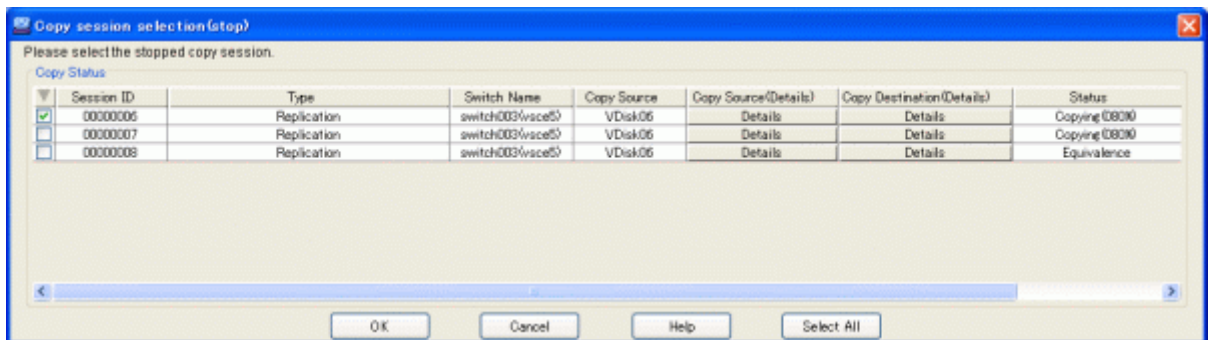 Copy session selection(stop)
Please select the stopped copy session.
Copy Status
Session ID Type Switch Name Copy Source Copy Source(Details) Copy Destination(Details) Status
00000006 Replication switch003(vsce5) VDisk06 Details Details Copying(080%)
00000007 Replication switch003(vsce5) VDisk06 Details Details Copying(080%)
00000008 Replication switch003(vsce5) VDisk06 Details Details Equivalence
OK Cancel Help Select All